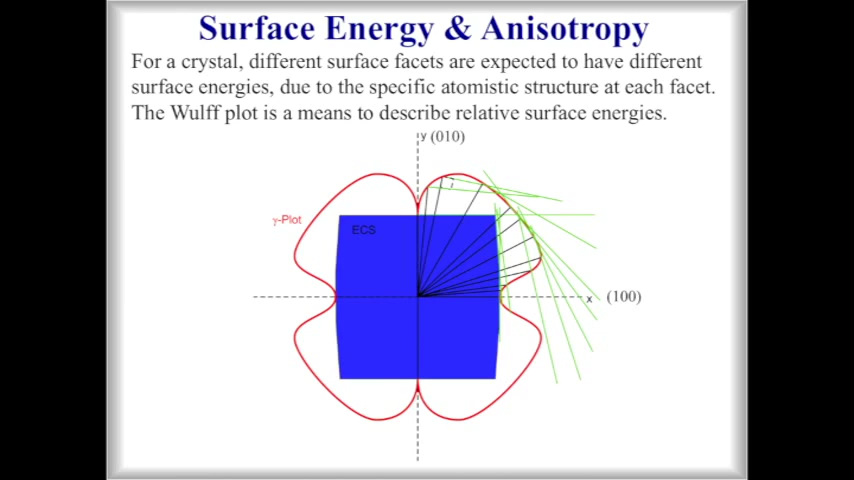 Surface Energy & Anisotropy
For a crystal, different surface facets are expected to have different
surface energies, due to the specific atomistic structure at each facet.
The Wulff plot is a means to describe relative surface energies.
y (010)
γ-Plot
ECS
x (100)